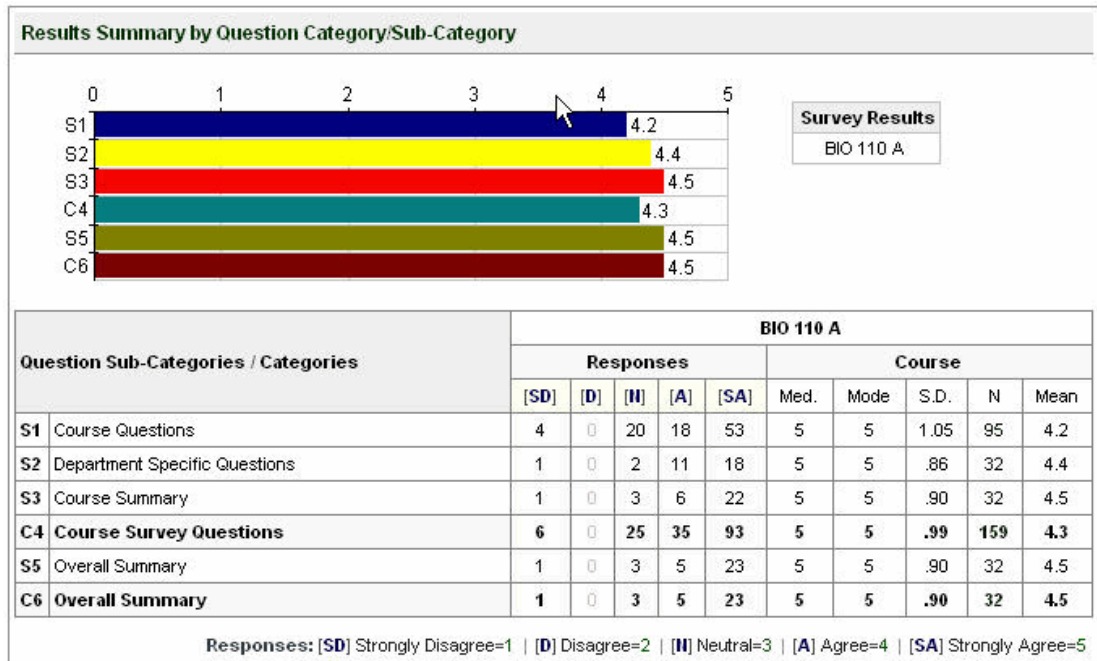 Results Summary by Question Category/Sub-Category
0 1 2 3 4 5
S1 4.2
S2 4.4
S3 4.5
C4 4.3
S5 4.5
C6 4.5
Survey Results
BIO 110 A
Question Sub-Categories / Categories
BIO 110 A
Responses Course
[SD] [D] [N] [A] [SA] Med. Mode S.D. N Mean
S1 Course Questions 4 0 20 18 53 5 5 1.05 95 4.2
S2 Department Specific Questions 1 0 2 11 18 5 5 .86 32 4.4
S3 Course Summary 1 0 3 6 22 5 5 .90 32 4.5
C4 Course Survey Questions 6 0 25 35 93 5 5 .99 159 4.3
S5 Overall Summary 1 0 3 5 23 5 5 .90 32 4.5
C6 Overall Summary 1 0 3 5 23 5 5 .90 32 4.5
Responses: [SD] Strongly Disagree=1 | [D] Disagree=2 | [N] Neutral=3 | [A] Agree=4 | [SA] Strongly Agree=5